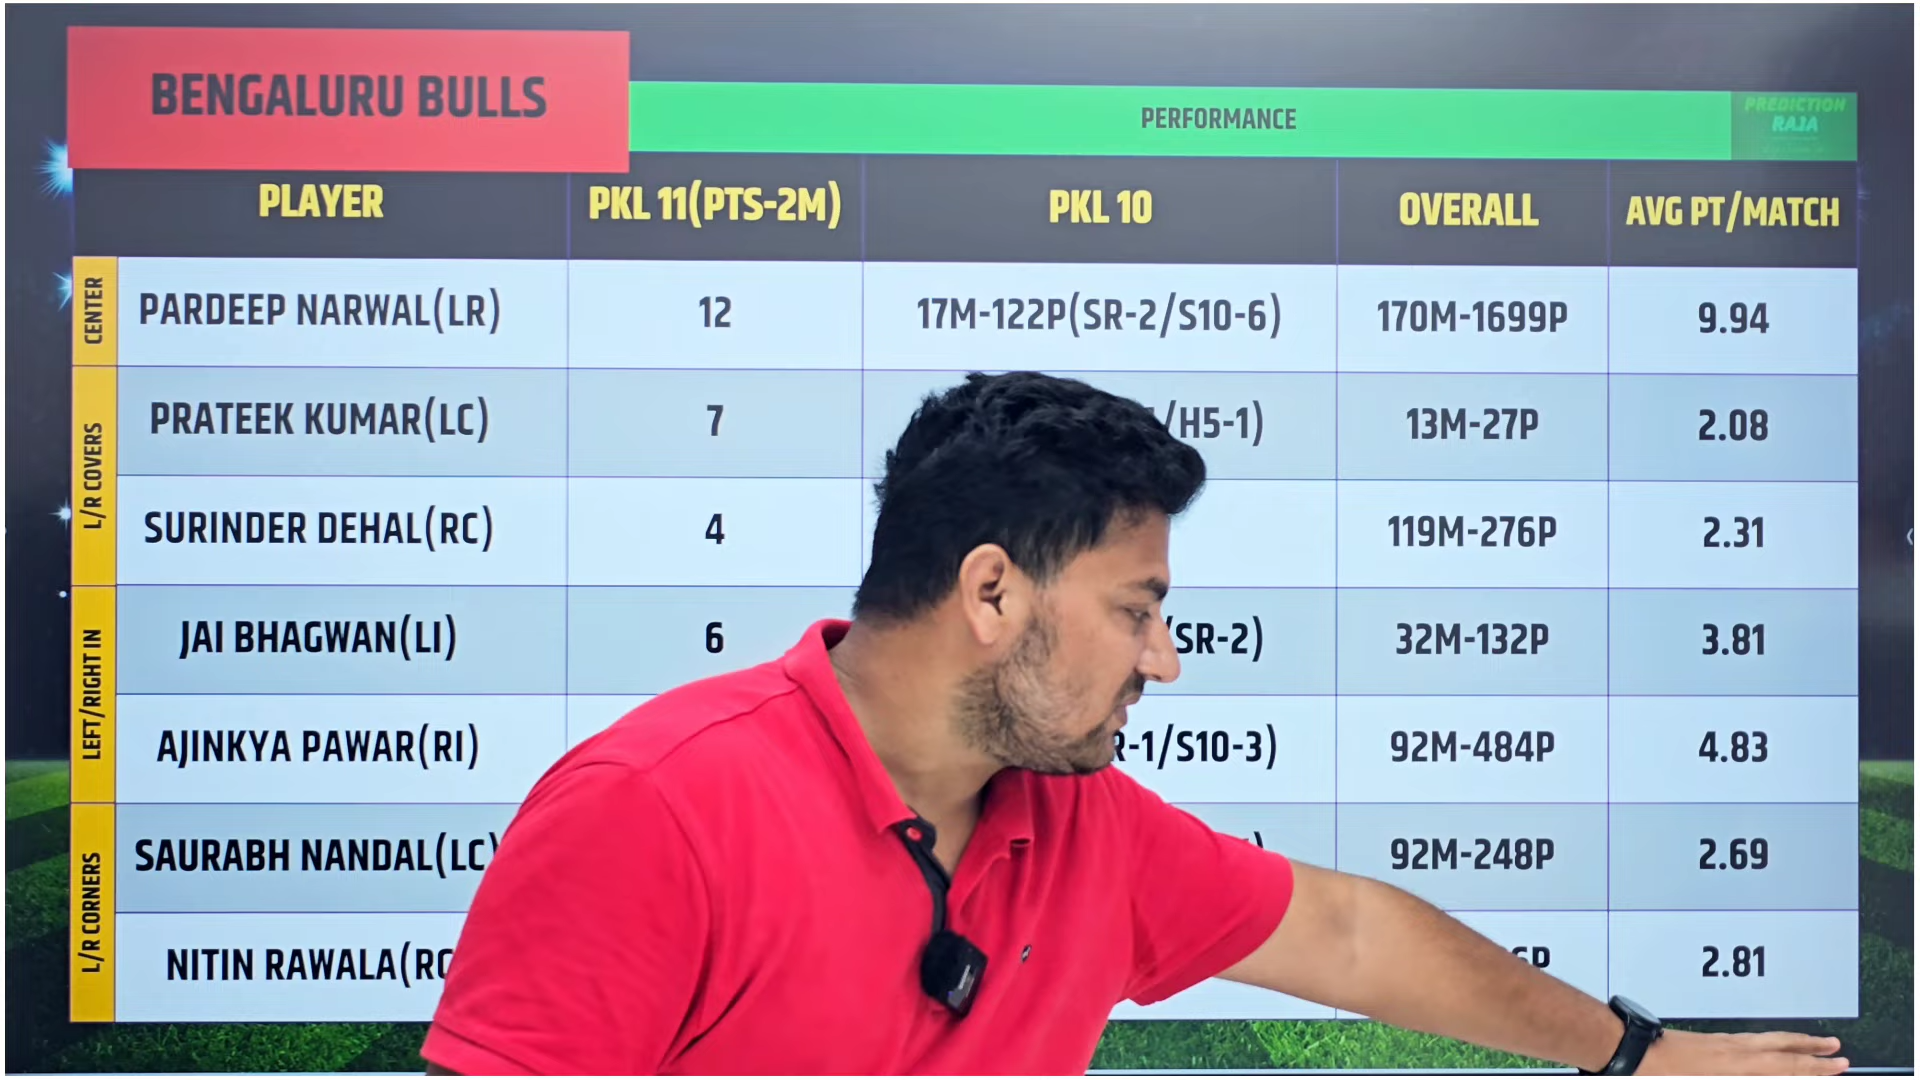 BENGALURU BULLS
PERFORMANCE
PREDICTION
RAJA
PLAYER PKL 11(PTS-2M) PKL 10 OVERALL AVG PT/MATCH
CENTER
PARDEEP NARWAL(LR) 12 17M-122P(SR-2/S10-6) 170M-1699P 9.94
L/R COVERS
PRATEEK KUMAR(LC) 7 /H5-1) 13M-27P 2.08
SURINDER DEHAL(RC) 4 119M-276P 2.31
LEFT/RIGHT IN
JAI BHAGWAN(LI) 6 SR-2) 32M-132P 3.81
AJINKYA PAWAR(RI) R-1/S10-3) 92M-484P 4.83
L/R CORNERS
SAURABH NANDAL(LC) 92M-248P 2.69
NITIN RAWALA(RC 6P 2.81